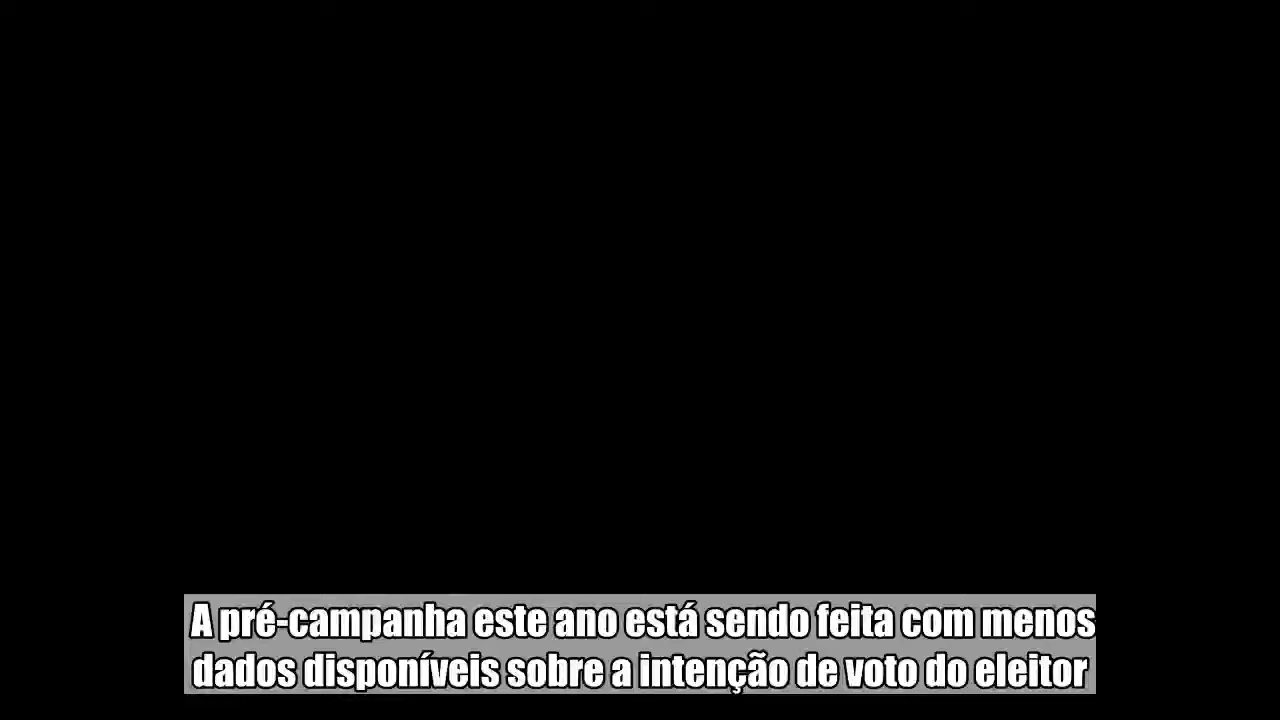 A pré-campanha este ano está sendo feita com menos
dados disponíveis sobre a intenção de voto do eleitor